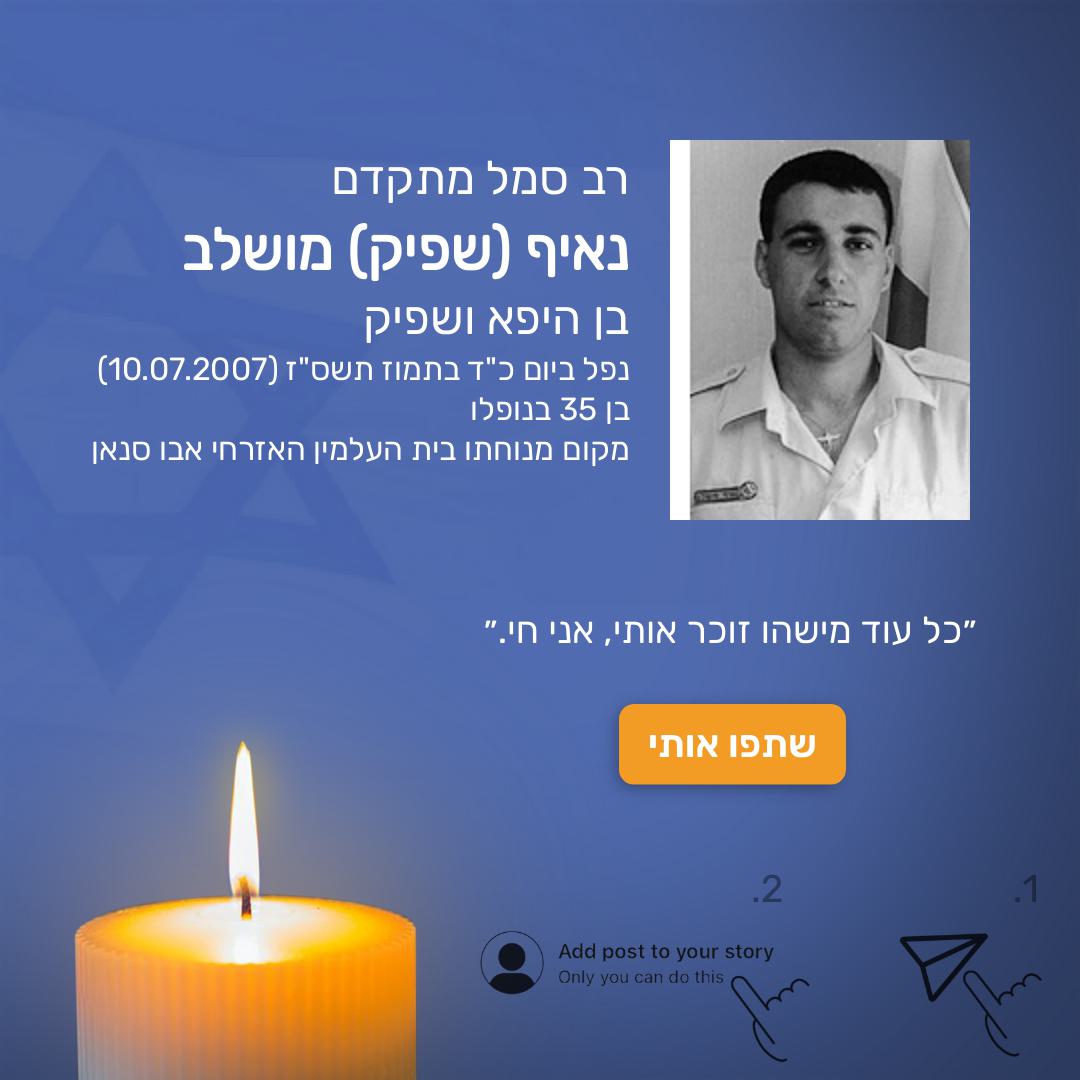 רב סמל מתקדם
נאיף (שפיק) מושלב
בן היפא ושפיק
נפל ביום כ"ד בתמוז תשס"ז (10.07.2007)
בן 35 בנופלו
מקום מנוחתו בית העלמין האזרחי אבו סנאן
״כל עוד מישהו זוכר אותי, אני חי.״
שתפו אותי
1.
2.
Add post to your story
Only you can do this